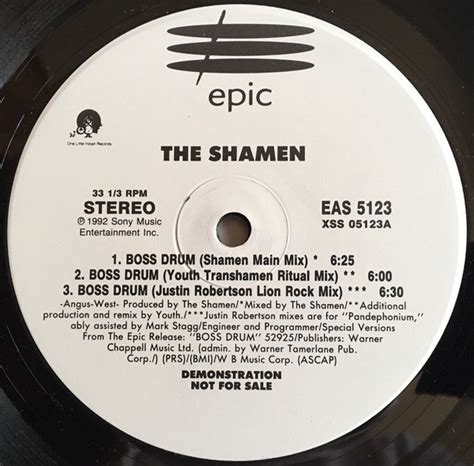 epic
One Little Indian Records
THE SHAMEN
33 1/3 RPM
STEREO
℗ 1992 Sony Music
Entertainment Inc.
EAS 5123
XSS 05123A
1. BOSS DRUM (Shamen Main Mix) * 6:25
2. BOSS DRUM (Youth Transhamen Ritual Mix) ** 6:00
3. BOSS DRUM (Justin Robertson Lion Rock Mix) *** 6:30
-Angus-West- Produced by The Shamen/*Mixed by The Shamen/**Additional
production and remix by Youth./***Justin Robertson mixes are for "Pandephonium,"
ably assisted by Mark Stagg/Engineer and Programmer/Special Versions
From The Epic Release: "BOSS DRUM" 52925/Publishers: Warner
Chappell Music Ltd. (admin. by Warner Tamerlane Pub.
Corp./) (PRS)/(BMI)/W B Music Corp. (ASCAP)
DEMONSTRATION
NOT FOR SALE